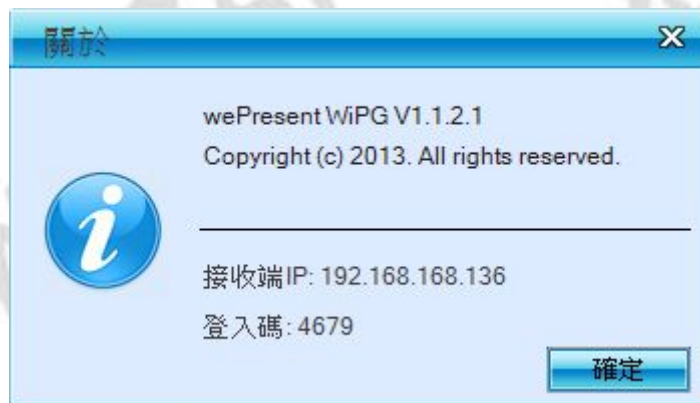 關於
wePresent WiPG V1.1.2.1
Copyright (c) 2013. All rights reserved.
接收端IP: 192.168.168.136
登入碼: 4679
確定